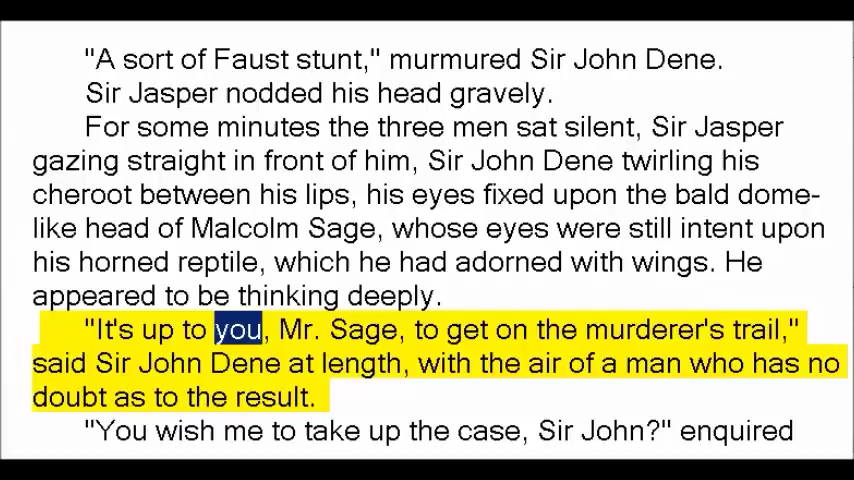 "A sort of Faust stunt," murmured Sir John Dene.
Sir Jasper nodded his head gravely.
For some minutes the three men sat silent, Sir Jasper
gazing straight in front of him, Sir John Dene twirling his
cheroot between his lips, his eyes fixed upon the bald dome-
like head of Malcolm Sage, whose eyes were still intent upon
his horned reptile, which he had adorned with wings. He
appeared to be thinking deeply.
"It's up to you, Mr. Sage, to get on the murderer's trail,"
said Sir John Dene at length, with the air of a man who has no
doubt as to the result.
"You wish me to take up the case, Sir John?" enquired